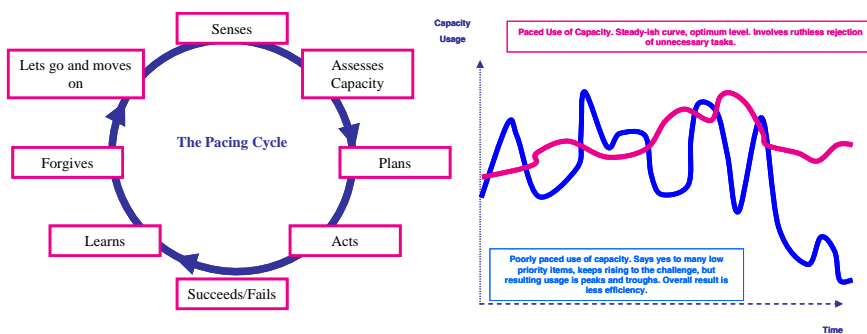 Senses
Assesses
Capacity
Plans
Acts
Succeeds/Fails
Learns
Forgives
Lets go and moves
on
The Pacing Cycle
Capacity
Usage
Paced Use of Capacity. Steady-ish curve, optimum level. Involves ruthless rejection
of unnecessary tasks.
Poorly paced use of capacity. Says yes to many low
priority items, keeps rising to the challenge, but
resulting usage is peaks and troughs. Overall result is
less efficiency.
Time